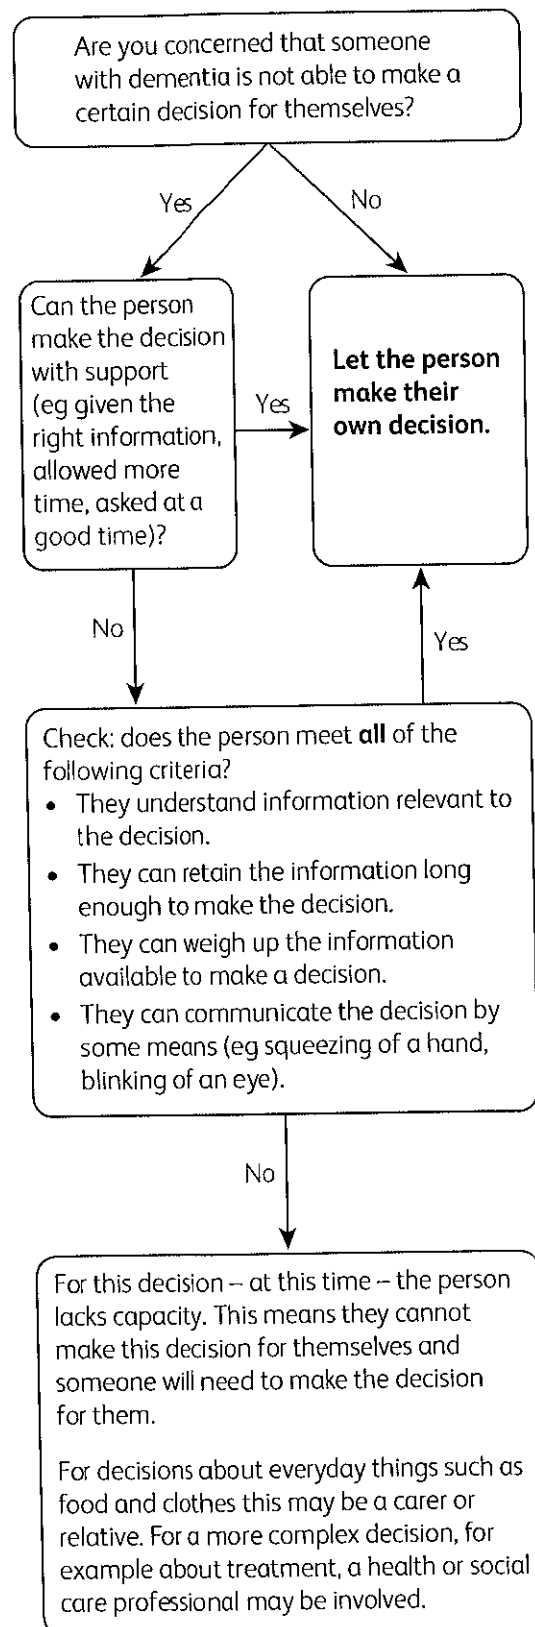 Are you concerned that someone
with dementia is not able to make a
certain decision for themselves?
Yes
No
Can the person
make the decision
with support
(eg given the
right information,
allowed more
time, asked at a
good time)?
Yes
Let the person
make their
own decision.
No
Yes
Check: does the person meet all of the
following criteria?
• They understand information relevant to
the decision.
• They can retain the information long
enough to make the decision.
• They can weigh up the information
available to make a decision.
• They can communicate the decision by
some means (eg squeezing of a hand,
blinking of an eye).
No
For this decision – at this time – the person
lacks capacity. This means they cannot
make this decision for themselves and
someone will need to make the decision
for them.
For decisions about everyday things such as
food and clothes this may be a carer or
relative. For a more complex decision, for
example about treatment, a health or social
care professional may be involved.